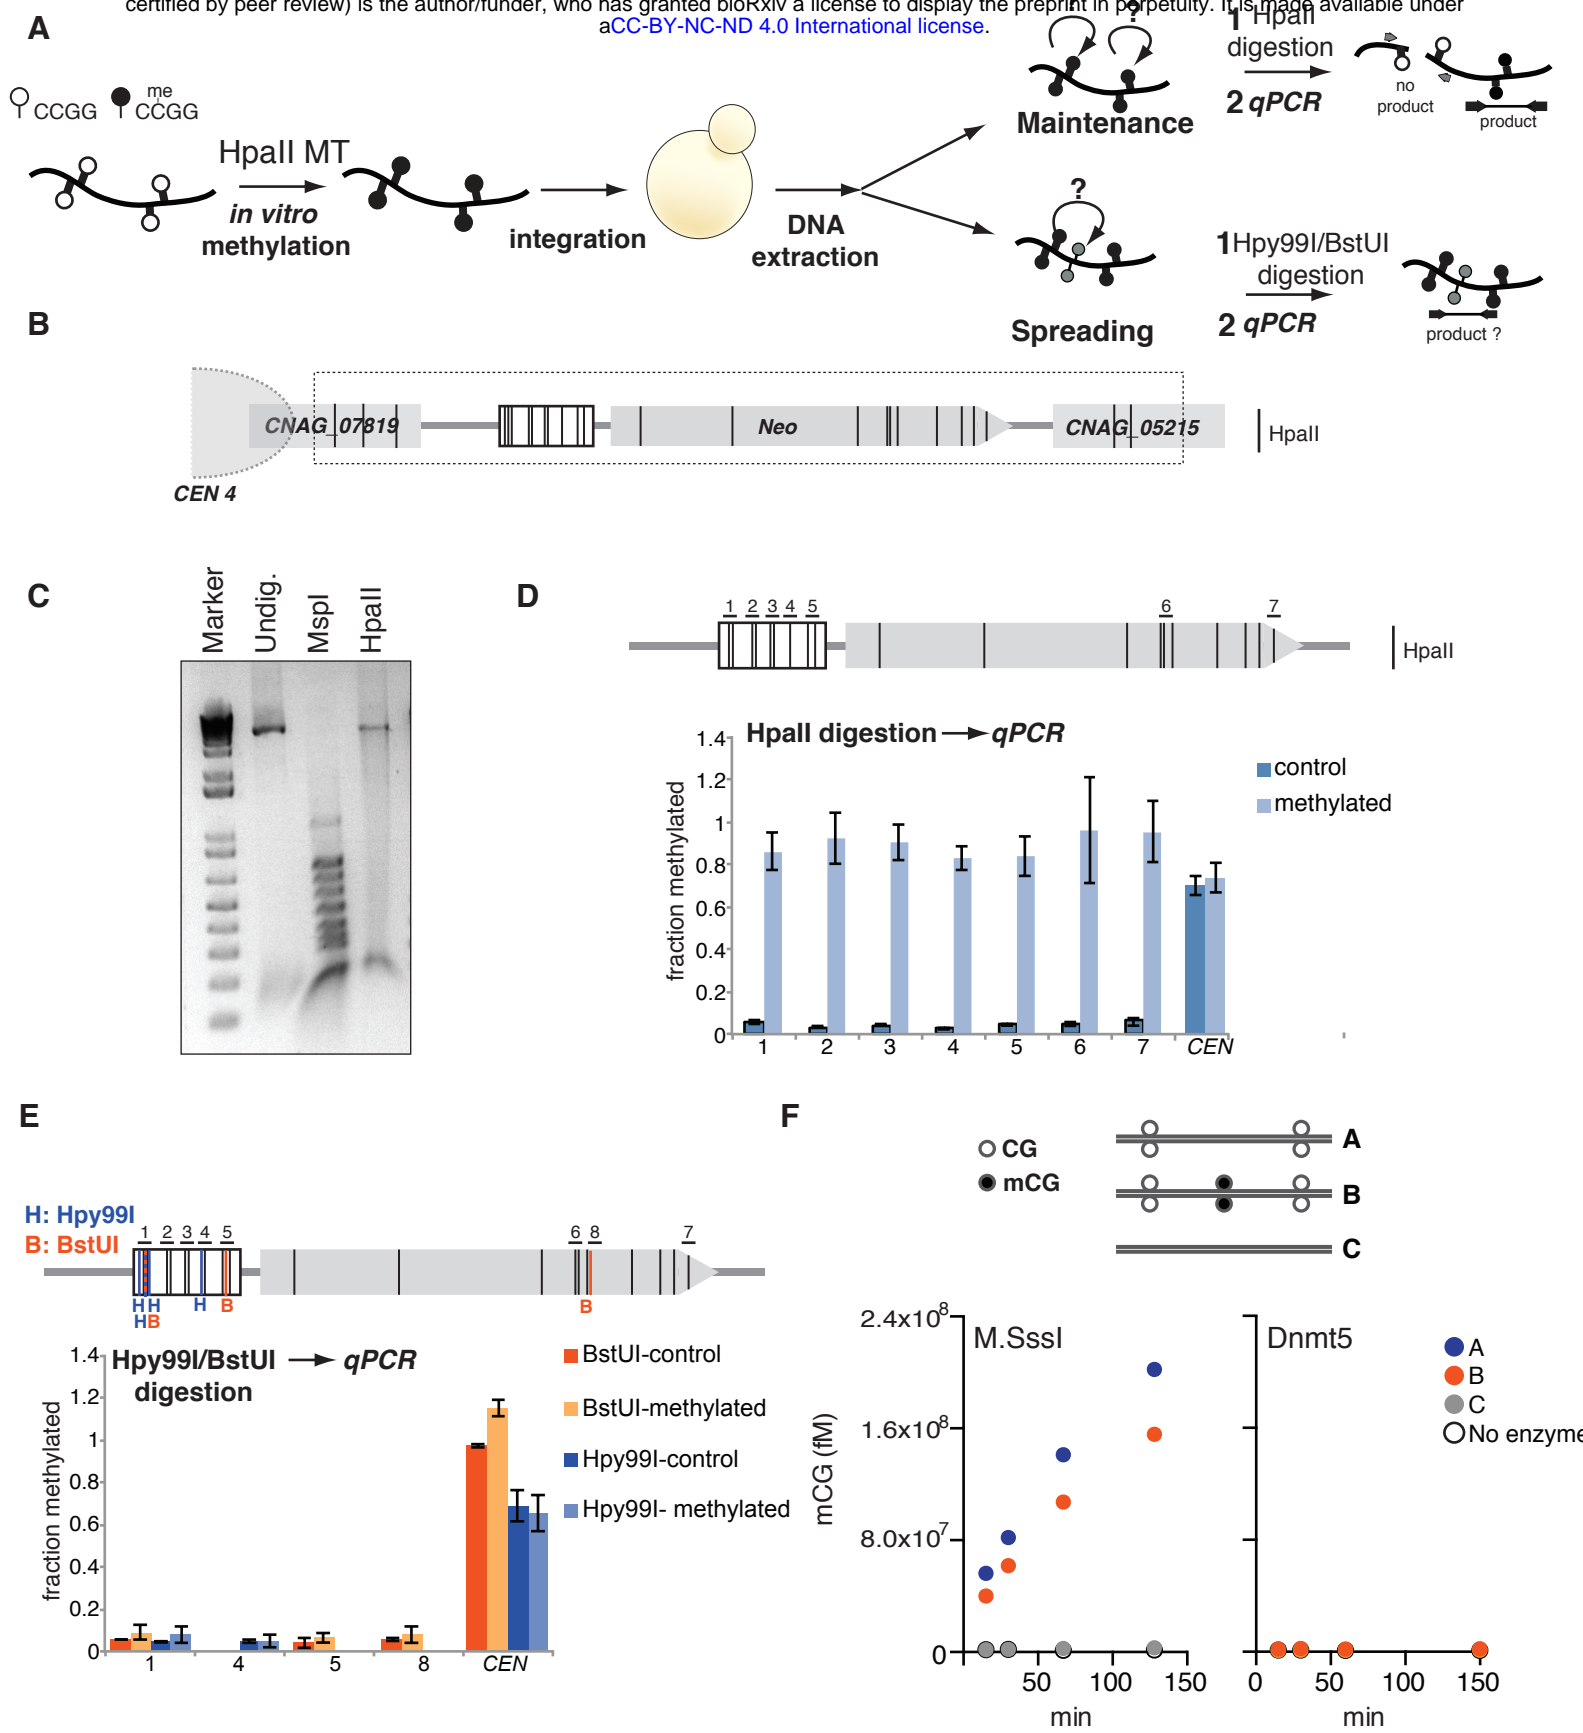 certified by peer review) is the author/funder, who has granted bioRxiv a license to display the preprint in perpetuity. It is made available under
aCC-BY-NC-ND 4.0 International license.
A
CCGG
me
CCGG
HpaII MT
in vitro
methylation
integration
DNA
extraction
?
?
Maintenance
1 HpaII
digestion
2 qPCR
no
product
product
?
Spreading
1Hpy99I/BstUI
digestion
2 qPCR
product ?
B
CNAG_07819
Neo
CNAG_05215
HpaII
CEN 4
C
Marker
Undig.
MspI
HpaII
D
1 2 3 4 5 6 7
HpaII
HpaII digestion qPCR
fraction methylated
1.4
1.2
1
0.8
0.6
0.4
0.2
0
1 2 3 4 5 6 7 CEN
control
methylated
E
H: Hpy99I
B: BstUI
1 2 3 4 5 6 8 7
H H H B B
H B
Hpy99I/BstUI qPCR
digestion
fraction methylated
1.4
1.2
1
0.8
0.6
0.4
0.2
0
1 4 5 8 CEN
BstUI-control
BstUI-methylated
Hpy99I-control
Hpy99I- methylated
F
CG
mCG
A
B
C
M.SssI
Dnmt5
mCG (fM)
2.4x10^8
1.6x10^8
8.0x10^7
0
50 100 150
min
0 50 100 150
min
A
B
C
No enzyme